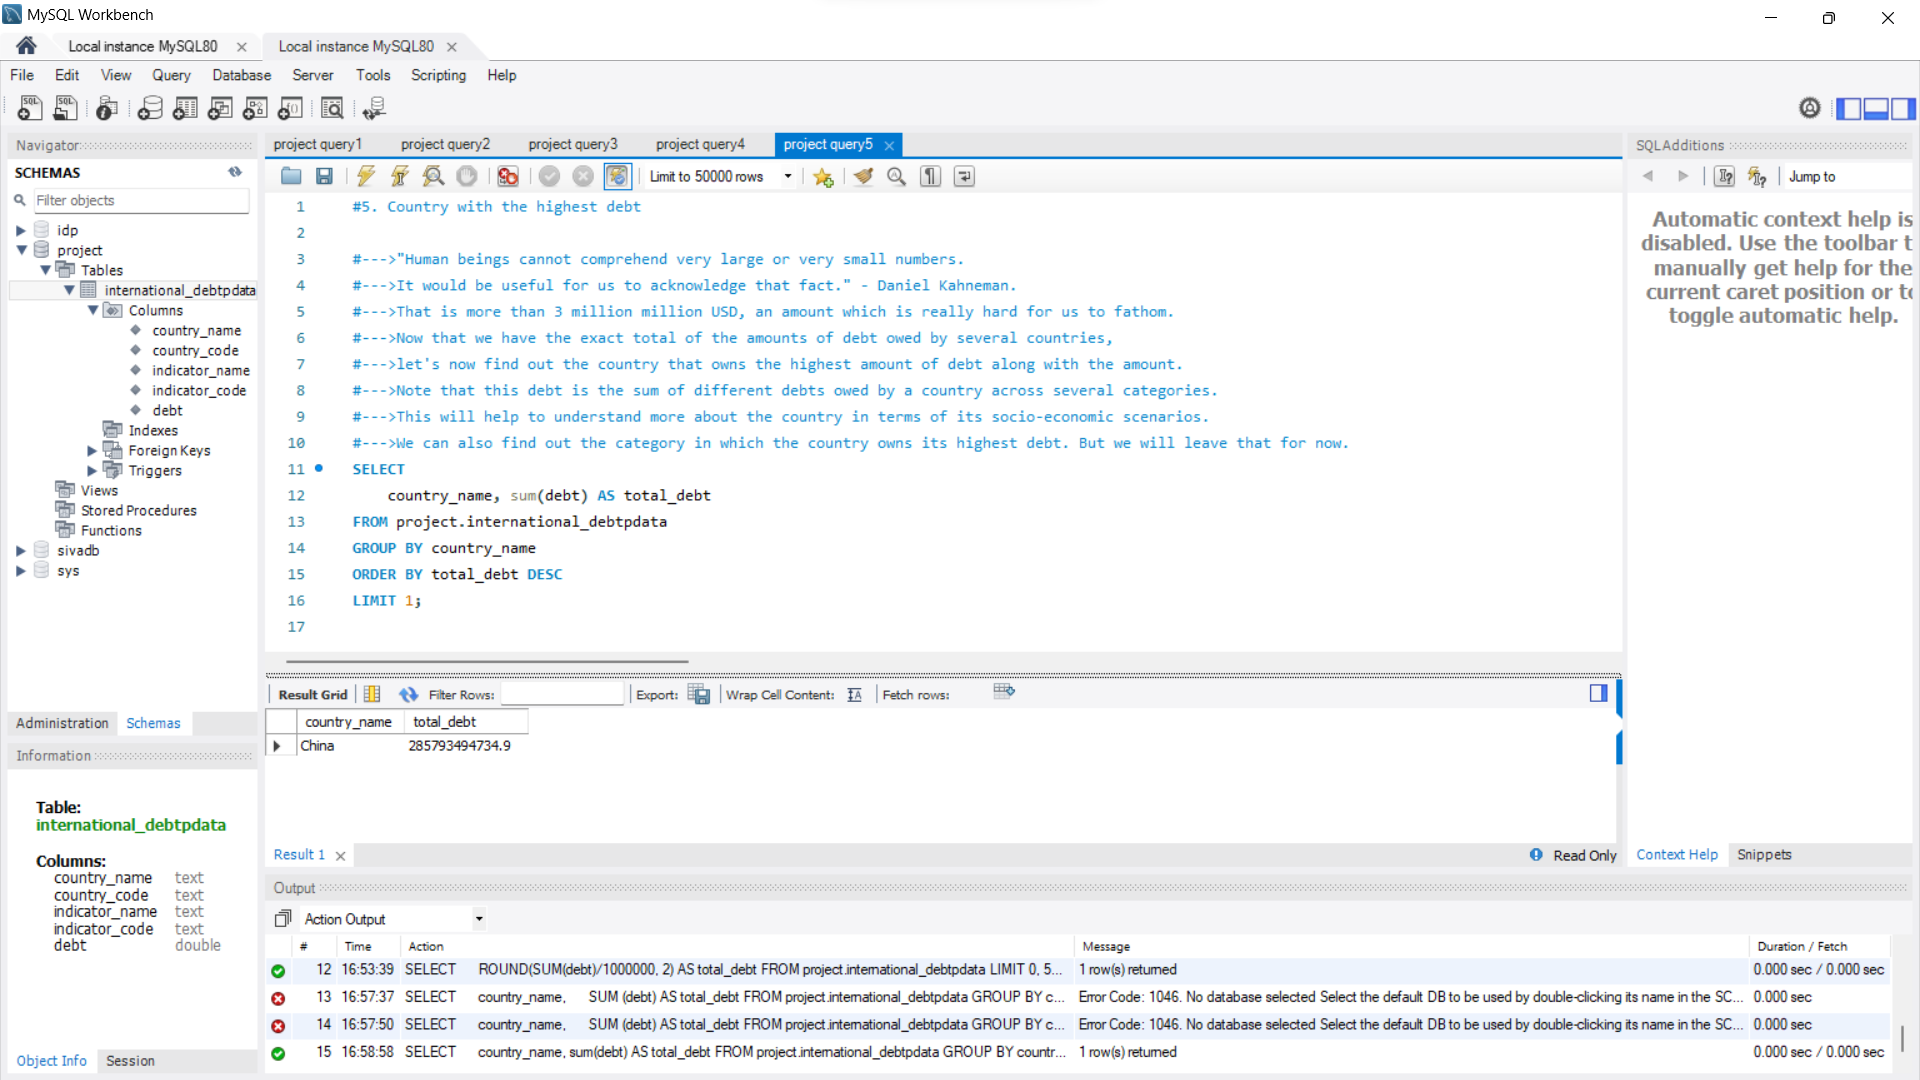 MySQL Workbench
Local instance MySQL80
Local instance MySQL80
File Edit View Query Database Server Tools Scripting Help
Navigator
SCHEMAS
Filter objects
idp
project
Tables
international_debtpdata
Columns
country_name
country_code
indicator_name
indicator_code
debt
Indexes
Foreign Keys
Triggers
Views
Stored Procedures
Functions
sivadb
sys
Administration Schemas
Information
Table:
international_debtpdata
Columns:
country_name text
country_code text
indicator_name text
indicator_code text
debt double
Object Info Session
project query1 project query2 project query3 project query4 project query5
Limit to 50000 rows
1 #5. Country with the highest debt
2
3 #--->"Human beings cannot comprehend very large or very small numbers.
4 #--->It would be useful for us to acknowledge that fact." - Daniel Kahneman.
5 #--->That is more than 3 million million USD, an amount which is really hard for us to fathom.
6 #--->Now that we have the exact total of the amounts of debt owed by several countries,
7 #--->let's now find out the country that owns the highest amount of debt along with the amount.
8 #--->Note that this debt is the sum of different debts owed by a country across several categories.
9 #--->This will help to understand more about the country in terms of its socio-economic scenarios.
10 #--->We can also find out the category in which the country owns its highest debt. But we will leave that for now.
11 SELECT
12 country_name, sum(debt) AS total_debt
13 FROM project.international_debtpdata
14 GROUP BY country_name
15 ORDER BY total_debt DESC
16 LIMIT 1;
17
Result Grid Filter Rows: Export: Wrap Cell Content: Fetch rows:
country_name total_debt
China 285793494734.9
Result 1
Read Only
SQLAdditions
Jump to
Automatic context help is
disabled. Use the toolbar t
manually get help for the
current caret position or to
toggle automatic help.
Context Help Snippets
Output
Action Output
# Time Action Message Duration / Fetch
12 16:53:39 SELECT ROUND(SUM(debt)/1000000, 2) AS total_debt FROM project.international_debtpdata LIMIT 0, 5... 1 row(s) returned 0.000 sec / 0.000 sec
13 16:57:37 SELECT country_name, SUM (debt) AS total_debt FROM project.international_debtpdata GROUP BY c... Error Code: 1046. No database selected Select the default DB to be used by double-clicking its name in the SC... 0.000 sec
14 16:57:50 SELECT country_name, SUM (debt) AS total_debt FROM project.international_debtpdata GROUP BY c... Error Code: 1046. No database selected Select the default DB to be used by double-clicking its name in the SC... 0.000 sec
15 16:58:58 SELECT country_name, sum(debt) AS total_debt FROM project.international_debtpdata GROUP BY countr... 1 row(s) returned 0.000 sec / 0.000 sec